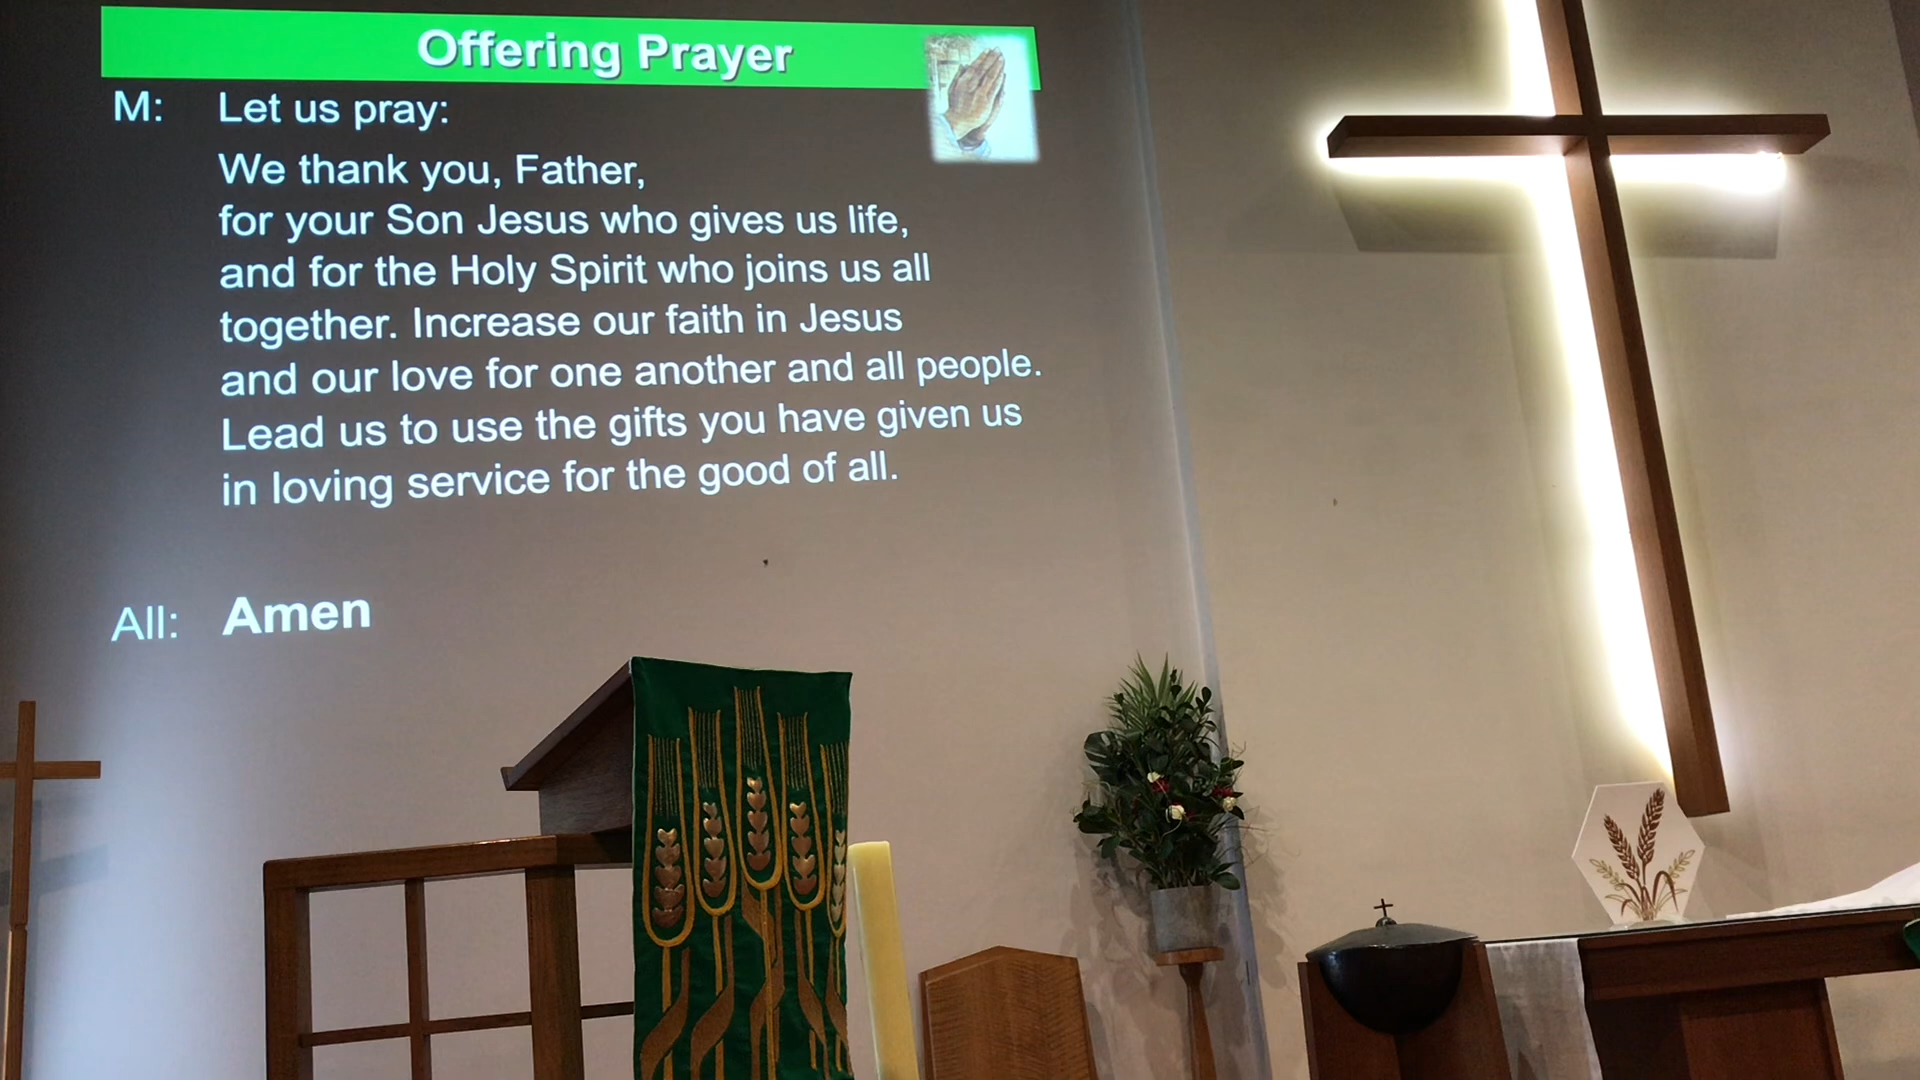 Offering Prayer
M: Let us pray:
We thank you, Father,
for your Son Jesus who gives us life,
and for the Holy Spirit who joins us all
together. Increase our faith in Jesus
and our love for one another and all people.
Lead us to use the gifts you have given us
in loving service for the good of all.
All: Amen